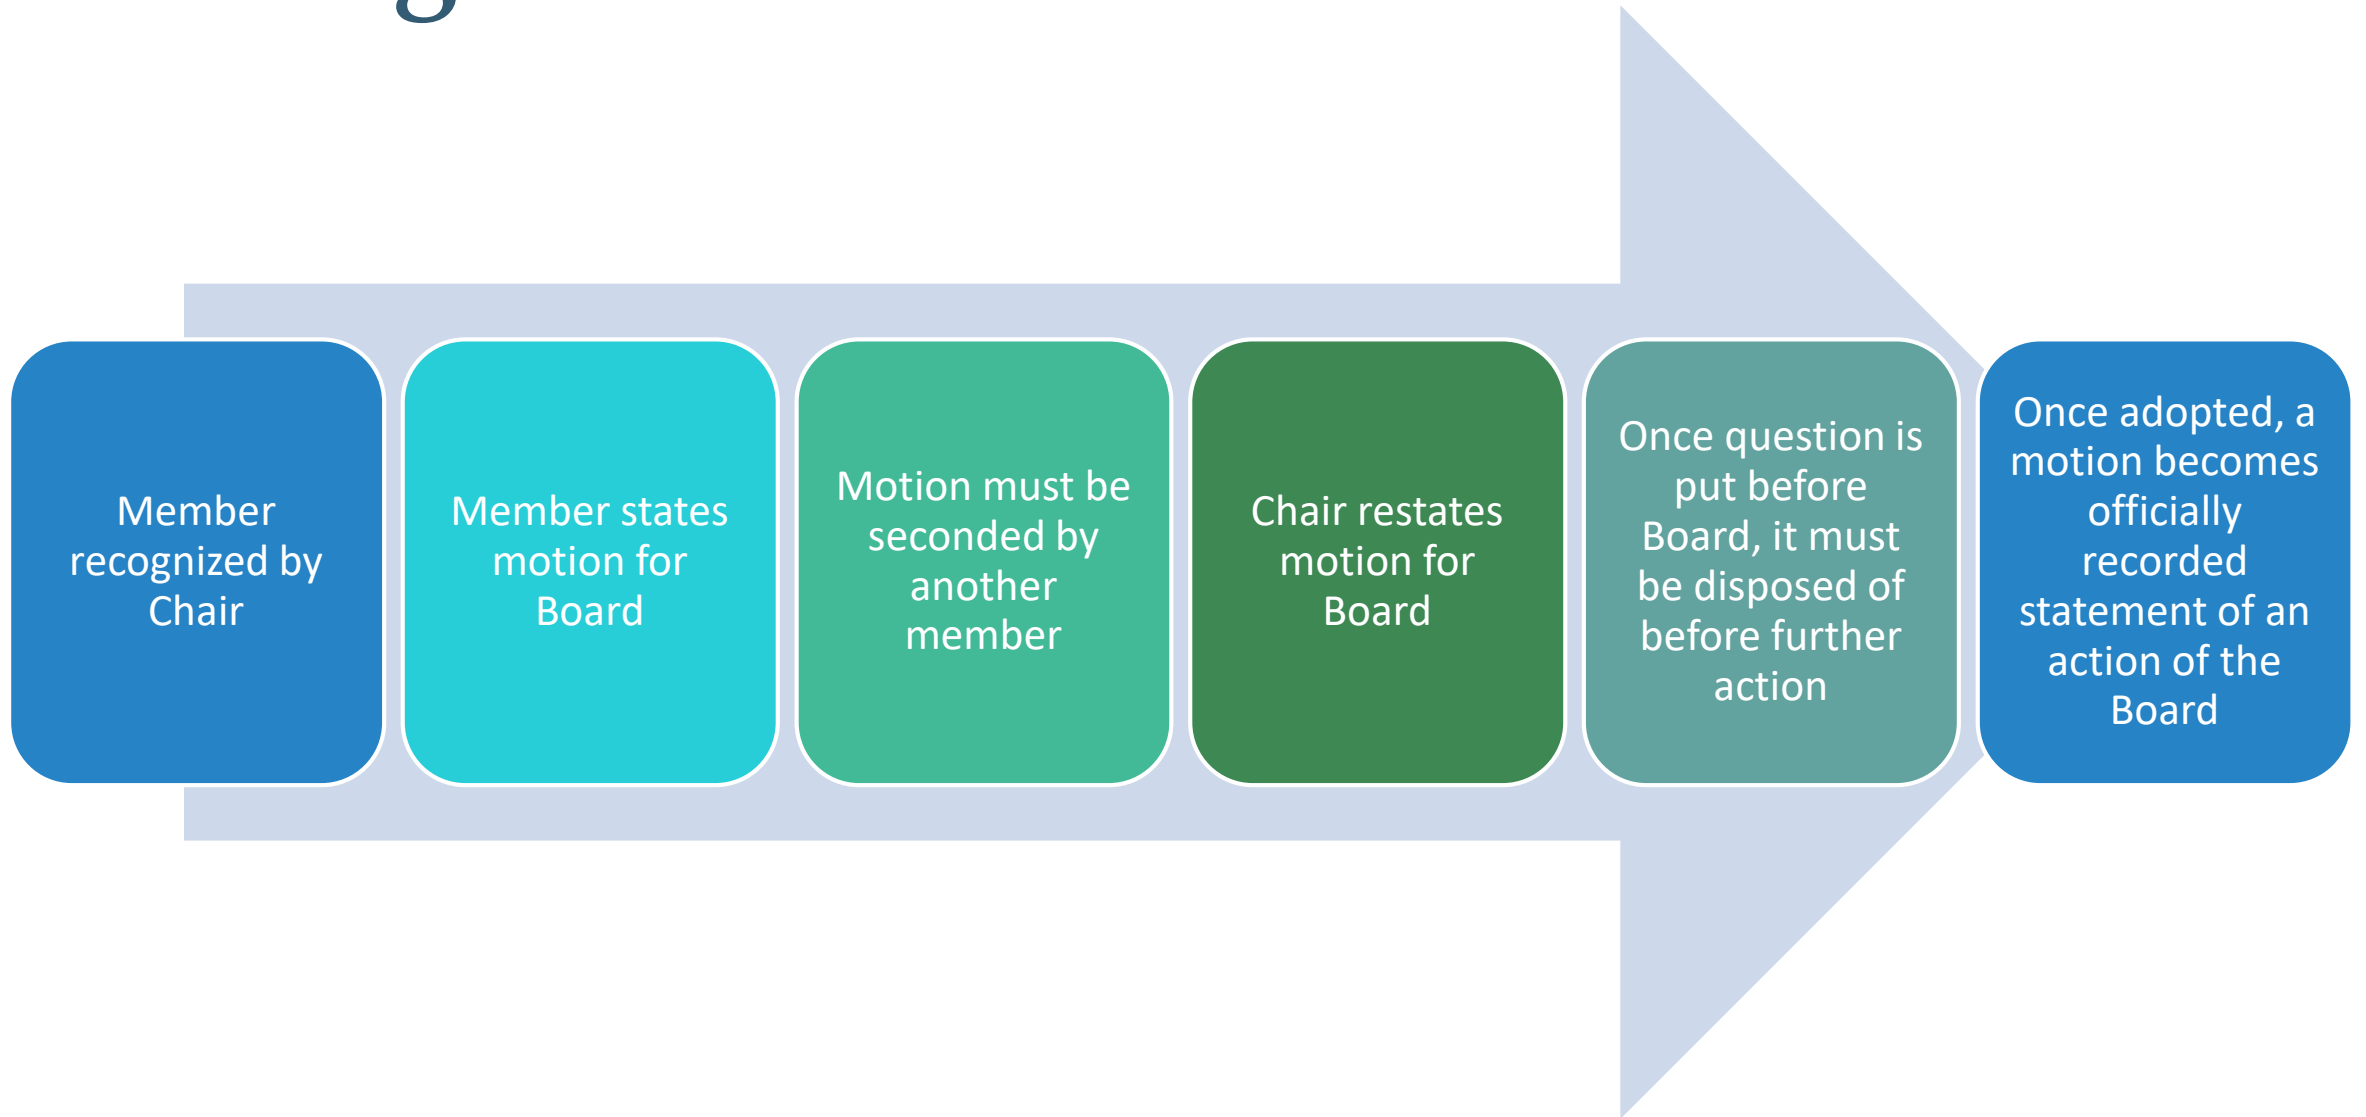 Member
recognized by
Chair
Member states
motion for
Board
Motion must be
seconded by
another
member
Chair restates
motion for
Board
Once question is
put before
Board, it must
be disposed of
before further
action
Once adopted, a
motion becomes
officially
recorded
statement of an
action of the
Board